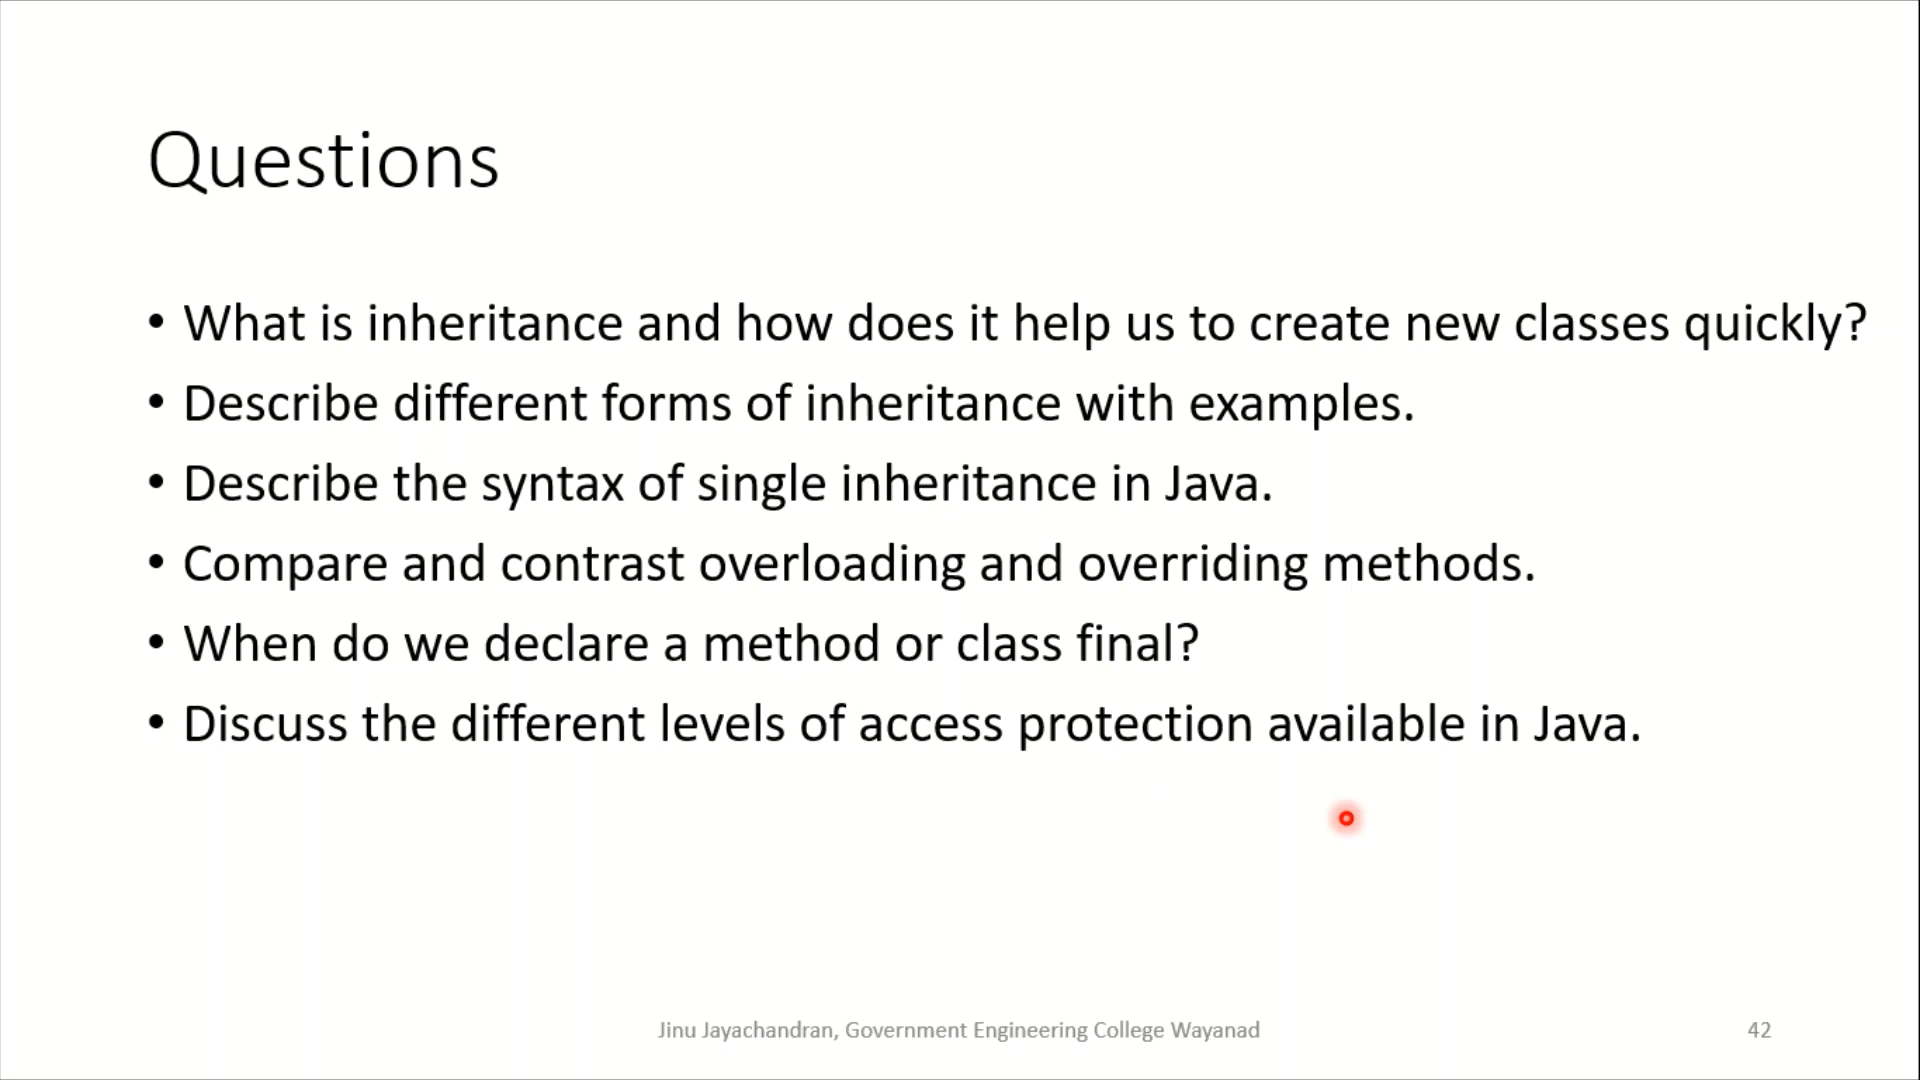 Questions
• What is inheritance and how does it help us to create new classes quickly?
• Describe different forms of inheritance with examples.
• Describe the syntax of single inheritance in Java.
• Compare and contrast overloading and overriding methods.
• When do we declare a method or class final?
• Discuss the different levels of access protection available in Java.
Jinu Jayachandran, Government Engineering College Wayanad
42